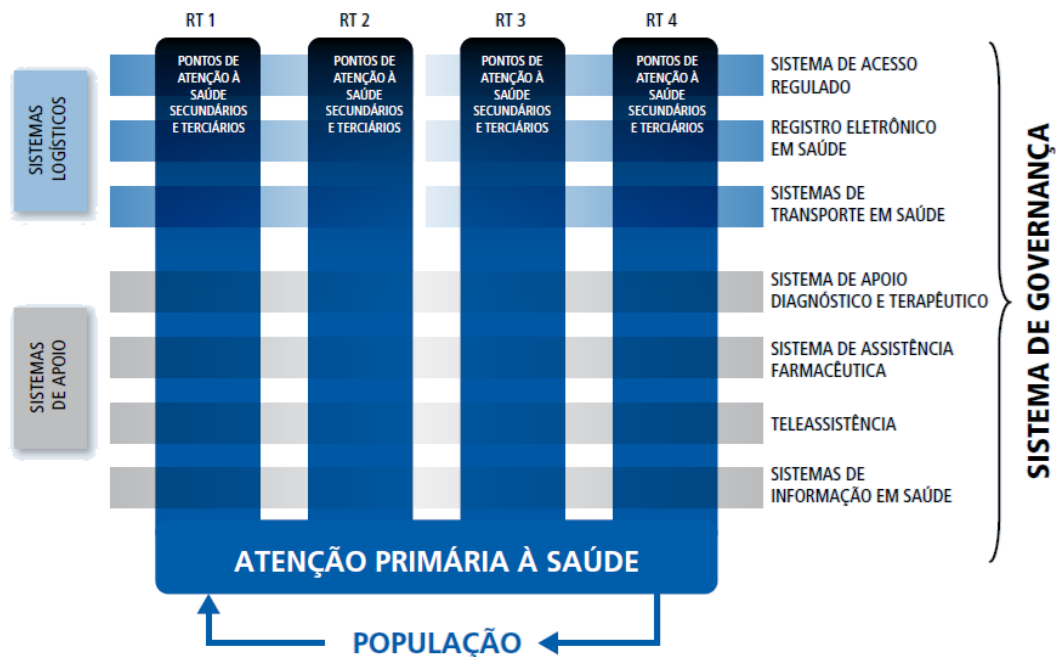 RT 1
RT 2
RT 3
RT 4
PONTOS DE
ATENÇÃO À
SAÚDE
SECUNDÁRIOS
E TERCIÁRIOS
PONTOS DE
ATENÇÃO À
SAÚDE
SECUNDÁRIOS
E TERCIÁRIOS
PONTOS DE
ATENÇÃO À
SAÚDE
SECUNDÁRIOS
E TERCIÁRIOS
PONTOS DE
ATENÇÃO À
SAÚDE
SECUNDÁRIOS
E TERCIÁRIOS
SISTEMAS
LOGÍSTICOS
SISTEMA DE ACESSO
REGULADO
REGISTRO ELETRÔNICO
EM SAÚDE
SISTEMAS DE
TRANSPORTE EM SAÚDE
SISTEMAS
DE APOIO
SISTEMA DE APOIO
DIAGNÓSTICO E TERAPÊUTICO
SISTEMA DE ASSISTÊNCIA
FARMACÊUTICA
TELEASSISTÊNCIA
SISTEMAS DE
INFORMAÇÃO EM SAÚDE
SISTEMA DE GOVERNANÇA
ATENÇÃO PRIMÁRIA À SAÚDE
POPULAÇÃO